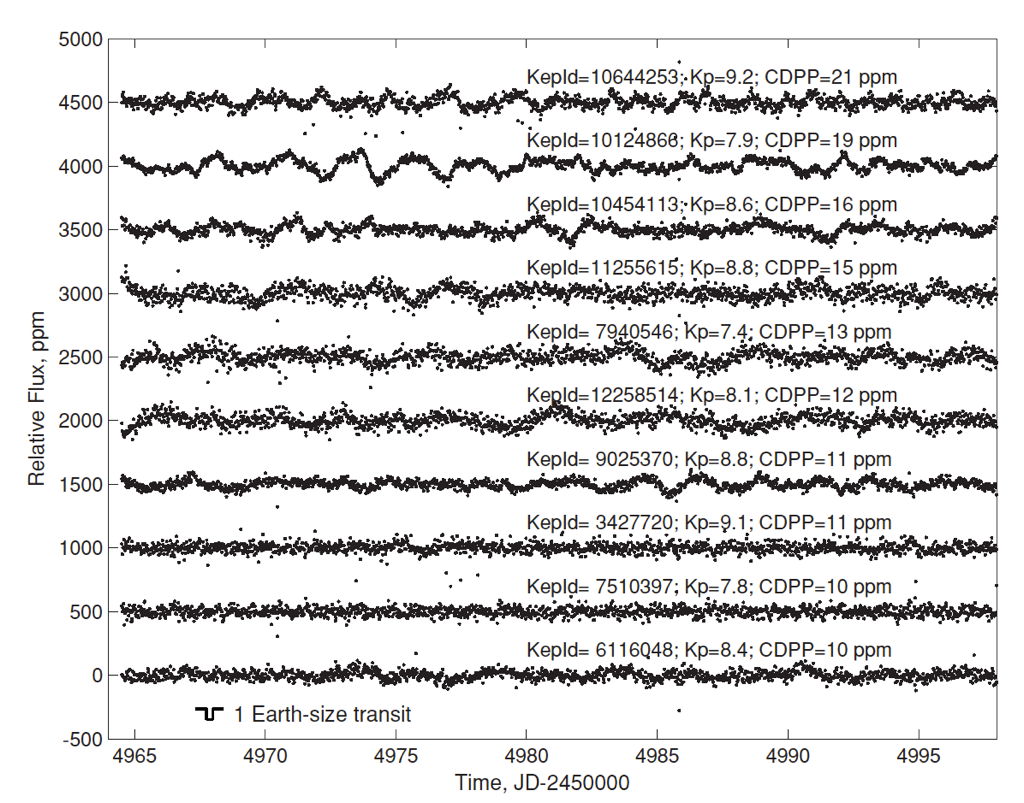 5000
KepId=10644253; Kp=9.2; CDPP=21 ppm
4500
KepId=10124866; Kp=7.9; CDPP=19 ppm
4000
KepId=10454113; Kp=8.6; CDPP=16 ppm
3500
KepId=11255615; Kp=8.8; CDPP=15 ppm
3000
KepId= 7940546; Kp=7.4; CDPP=13 ppm
2500
KepId=12258514; Kp=8.1; CDPP=12 ppm
2000
KepId= 9025370; Kp=8.8; CDPP=11 ppm
1500
KepId= 3427720; Kp=9.1; CDPP=11 ppm
1000
KepId= 7510397; Kp=7.8; CDPP=10 ppm
500
KepId= 6116048; Kp=8.4; CDPP=10 ppm
0
1 Earth-size transit
-500
Relative Flux, ppm
4965 4970 4975 4980 4985 4990 4995
Time, JD-2450000